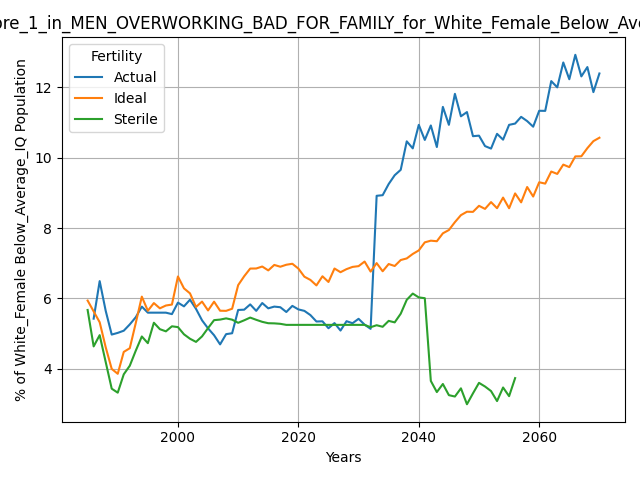 ore_1_in_MEN_OVERWORKING_BAD_FOR_FAMILY_for_White_Female_Below_Ave
% of White_Female Below_Average_IQ Population
Fertility
Actual
Ideal
Sterile
12
10
8
6
4
2000
2020
2040
2060
Years